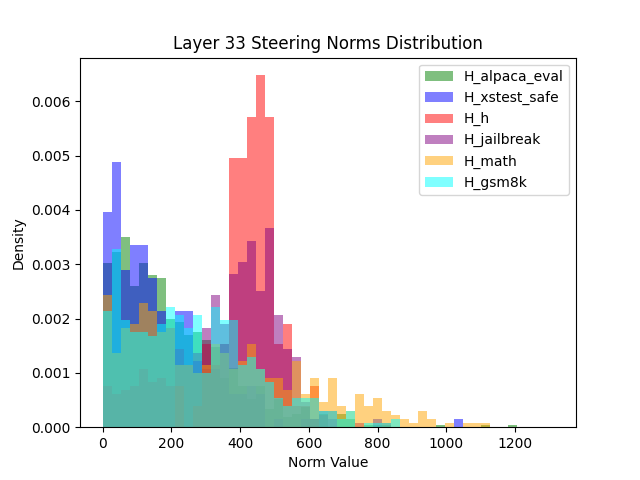 Layer 33 Steering Norms Distribution
H_alpaca_eval
H_xstest_safe
H_h
H_jailbreak
H_math
H_gsm8k
0.006
0.005
0.004
0.003
0.002
0.001
0.000
Density
0 200 400 600 800 1000 1200
Norm Value